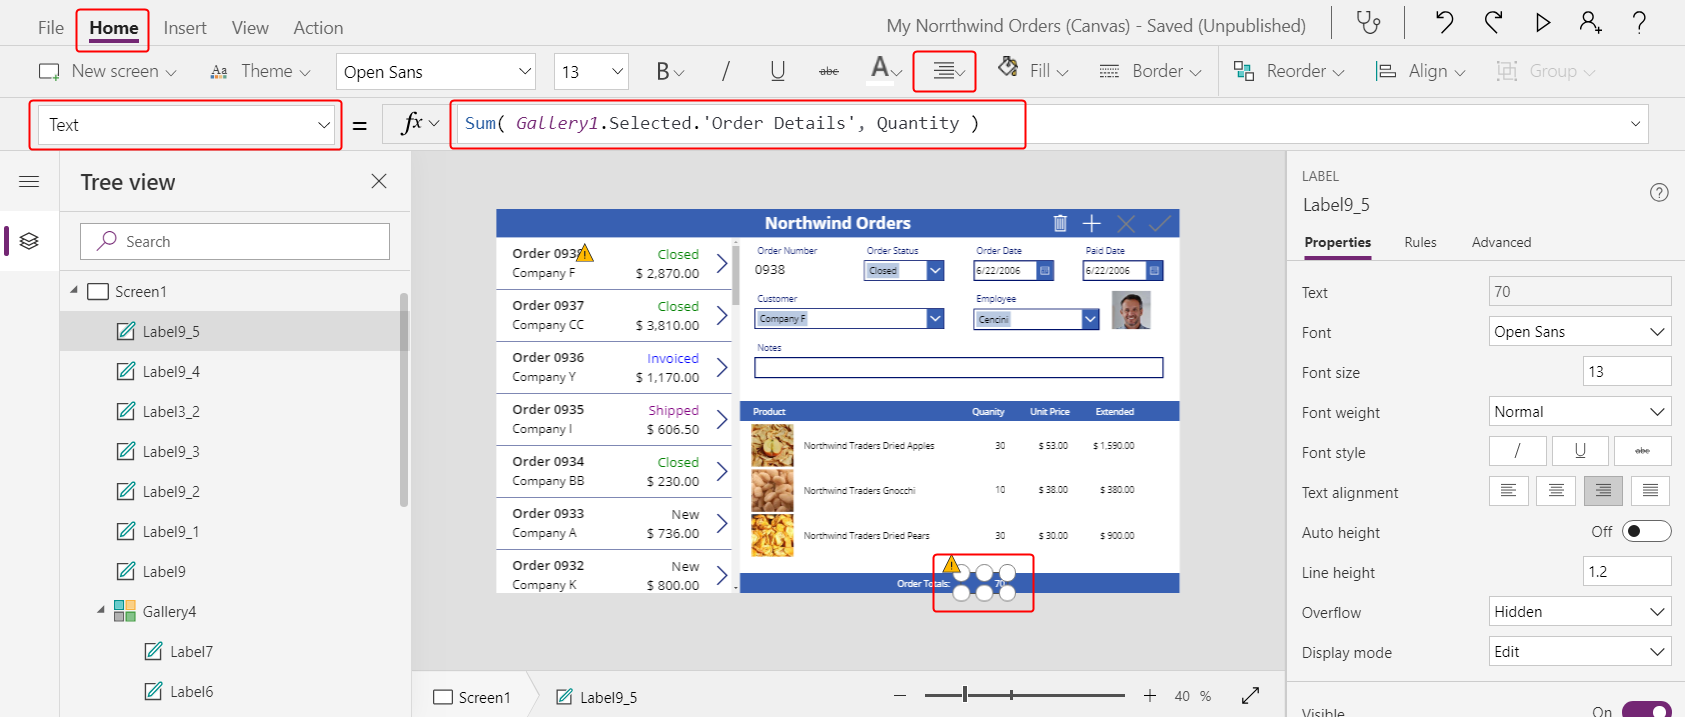 File Home Insert View Action
My Norrthwind Orders (Canvas) - Saved (Unpublished)
New screen Aa Theme Open Sans 13 B / U abc A Fill Border Reorder Align Group
Text = fx Sum( Gallery1.Selected.'Order Details', Quantity )
Tree view
Search
Screen1
Label9_5
Label9_4
Label3_2
Label9_3
Label9_2
Label9_1
Label9
Gallery4
Label7
Label6
Northwind Orders
Order 0938 Closed
Company F $ 2,870.00
Order 0937 Closed
Company CC $ 3,810.00
Order 0936 Invoiced
Company Y $ 1,170.00
Order 0935 Shipped
Company I $ 606.50
Order 0934 Closed
Company BB $ 230.00
Order 0933 New
Company A $ 736.00
Order 0932 New
Company K $ 800.00
Order Number Order Status Order Date Paid Date
0938 Closed 6/22/2006 6/22/2006
Customer Employee
Company F Cencini
Notes
Product Quanity Unit Price Extended
Northwind Traders Dried Apples 30 $ 53.00 $ 1,590.00
Northwind Traders Gnocchi 10 $ 38.00 $ 380.00
Northwind Traders Dried Pears 30 $ 30.00 $ 900.00
Order Totals: 70
Screen1 Label9_5
40 %
LABEL
Label9_5
Properties Rules Advanced
Text 70
Font Open Sans
Font size 13
Font weight Normal
Font style / U abc
Text alignment
Auto height Off
Line height 1.2
Overflow Hidden
Display mode Edit
Visible On